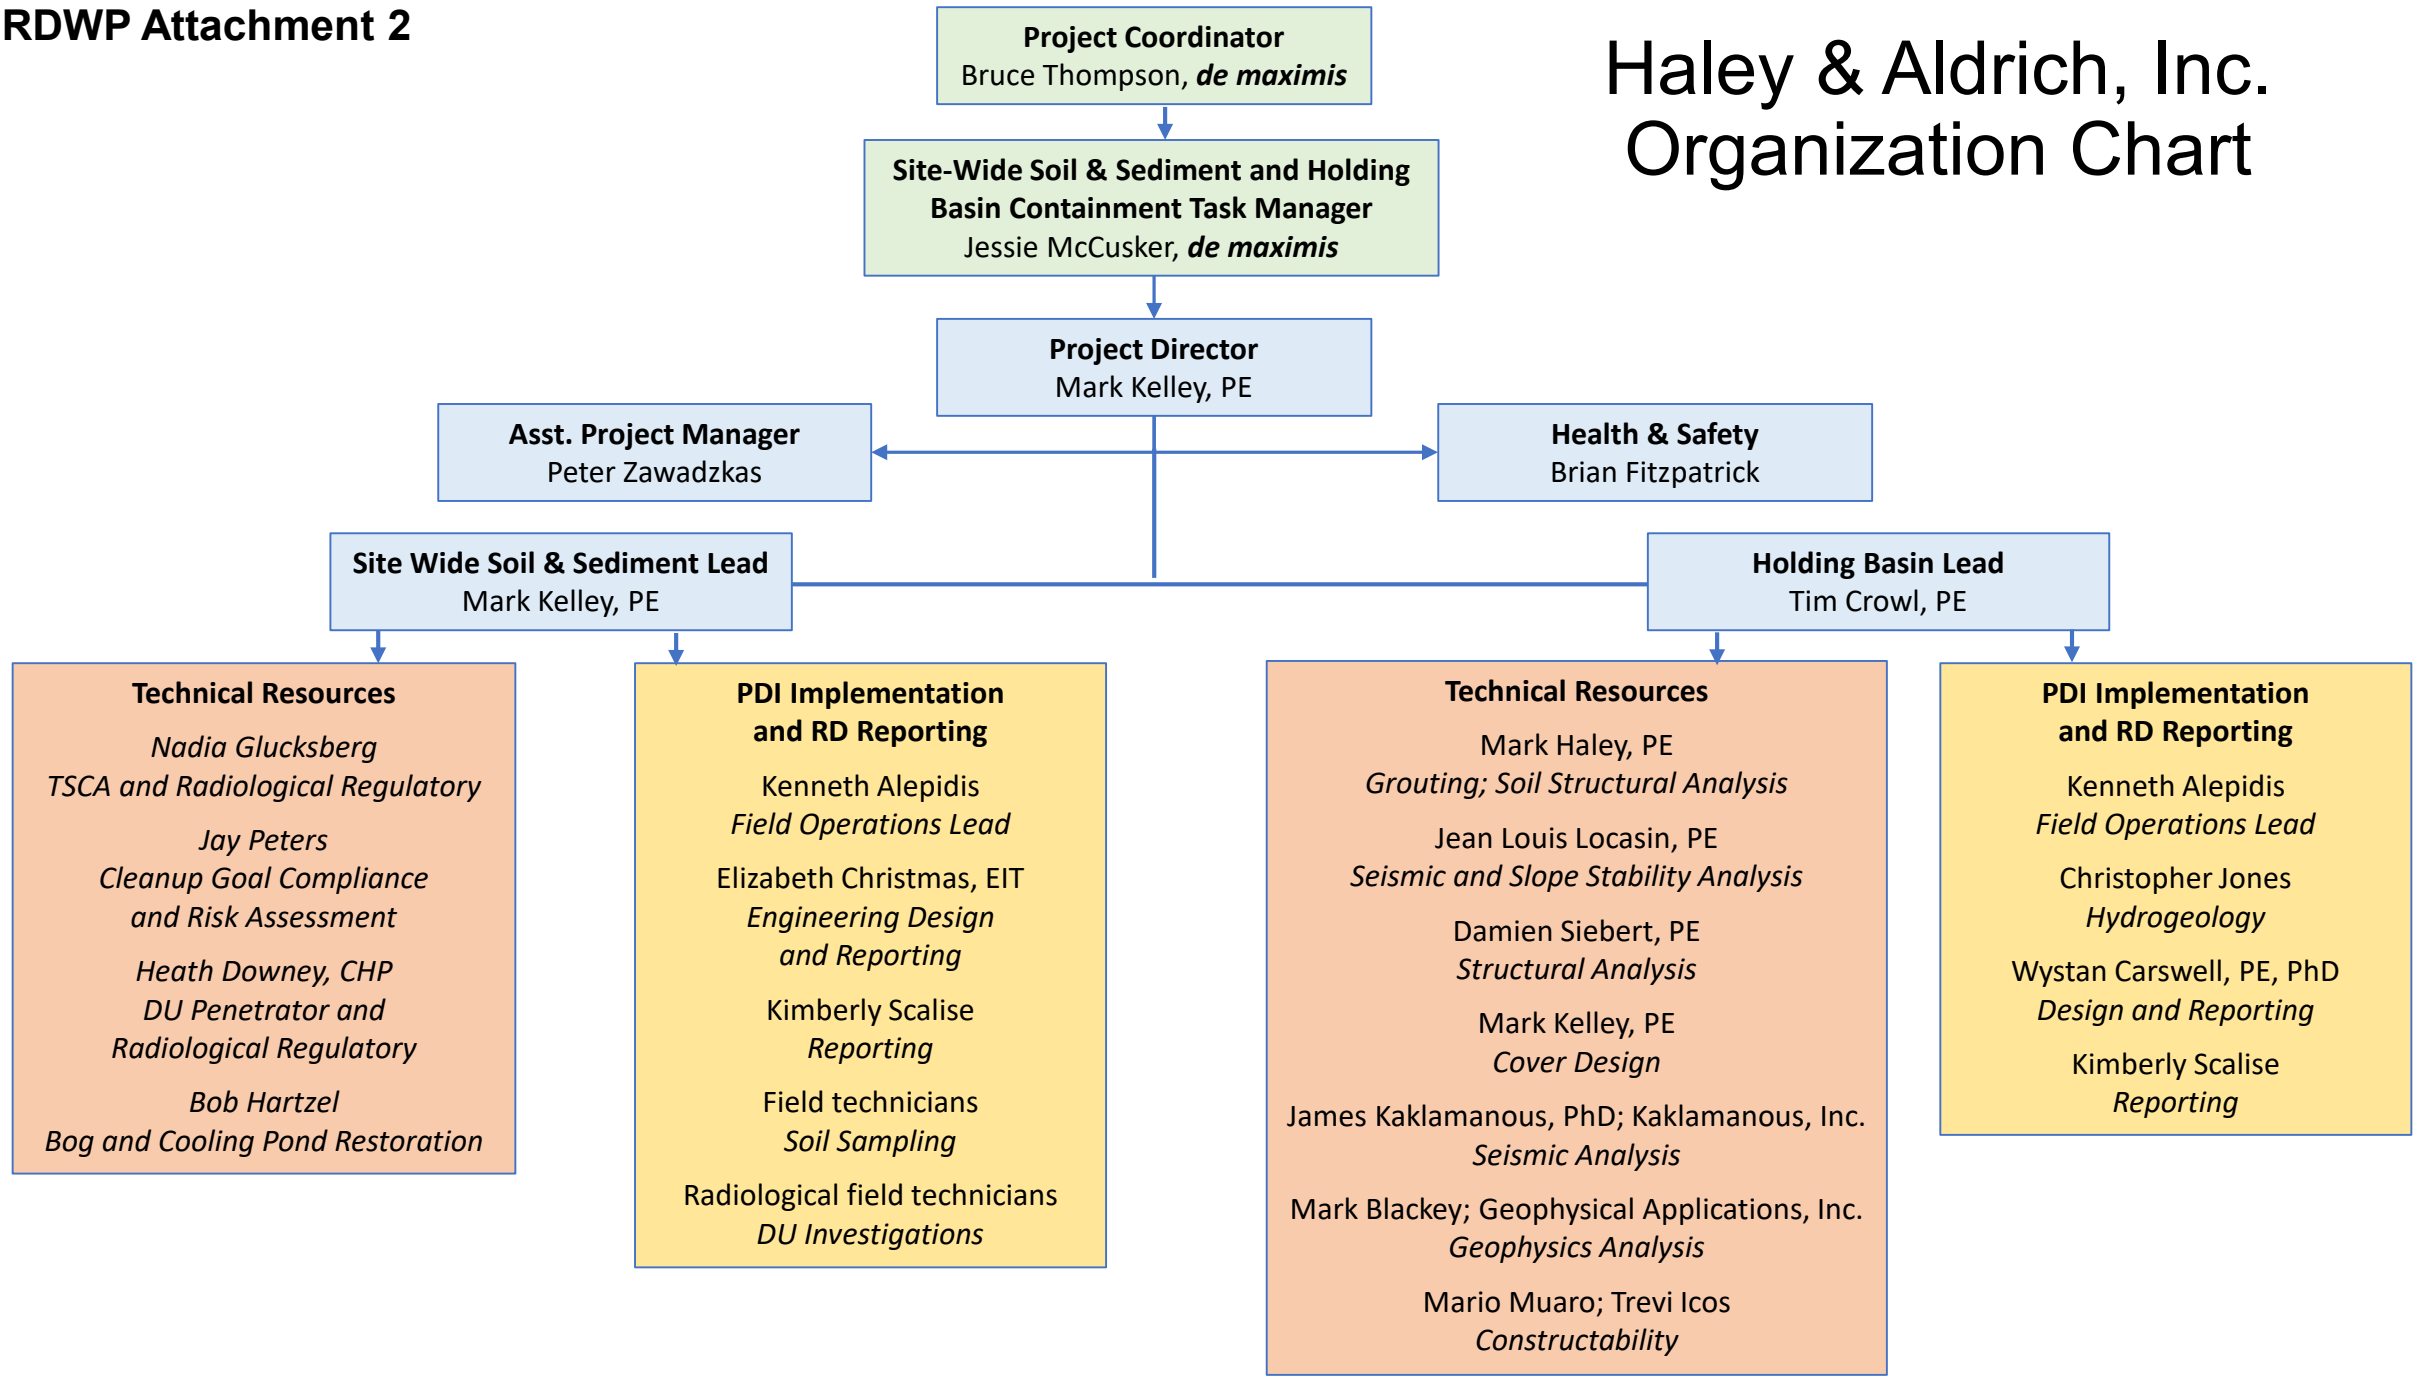 RDWP Attachment 2
Haley & Aldrich, Inc.
Organization Chart
Project Coordinator
Bruce Thompson, de maximis
Site-Wide Soil & Sediment and Holding
Basin Containment Task Manager
Jessie McCusker, de maximis
Project Director
Mark Kelley, PE
Asst. Project Manager
Peter Zawadzkas
Health & Safety
Brian Fitzpatrick
Site Wide Soil & Sediment Lead
Mark Kelley, PE
Holding Basin Lead
Tim Crowl, PE
Technical Resources
Nadia Glucksberg
TSCA and Radiological Regulatory
Jay Peters
Cleanup Goal Compliance
and Risk Assessment
Heath Downey, CHP
DU Penetrator and
Radiological Regulatory
Bob Hartzel
Bog and Cooling Pond Restoration
PDI Implementation
and RD Reporting
Kenneth Alepidis
Field Operations Lead
Elizabeth Christmas, EIT
Engineering Design
and Reporting
Kimberly Scalise
Reporting
Field technicians
Soil Sampling
Radiological field technicians
DU Investigations
Technical Resources
Mark Haley, PE
Grouting; Soil Structural Analysis
Jean Louis Locasin, PE
Seismic and Slope Stability Analysis
Damien Siebert, PE
Structural Analysis
Mark Kelley, PE
Cover Design
James Kaklamanous, PhD; Kaklamanous, Inc.
Seismic Analysis
Mark Blackey; Geophysical Applications, Inc.
Geophysics Analysis
Mario Muaro; Trevi Icos
Constructability
PDI Implementation
and RD Reporting
Kenneth Alepidis
Field Operations Lead
Christopher Jones
Hydrogeology
Wystan Carswell, PE, PhD
Design and Reporting
Kimberly Scalise
Reporting